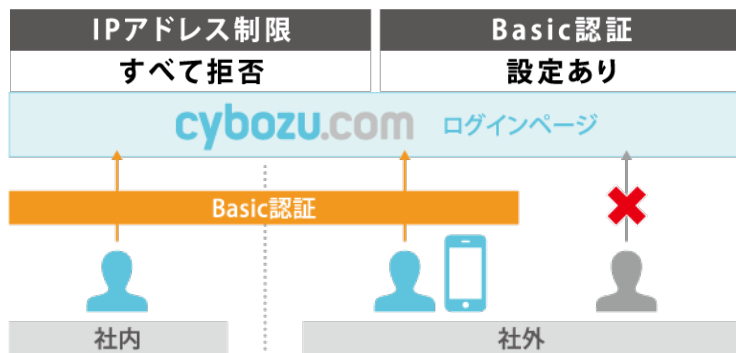 IPアドレス制限
Basic認証
すべて拒否
設定あり
cybozu.com ログインページ
Basic認証
社内
社外